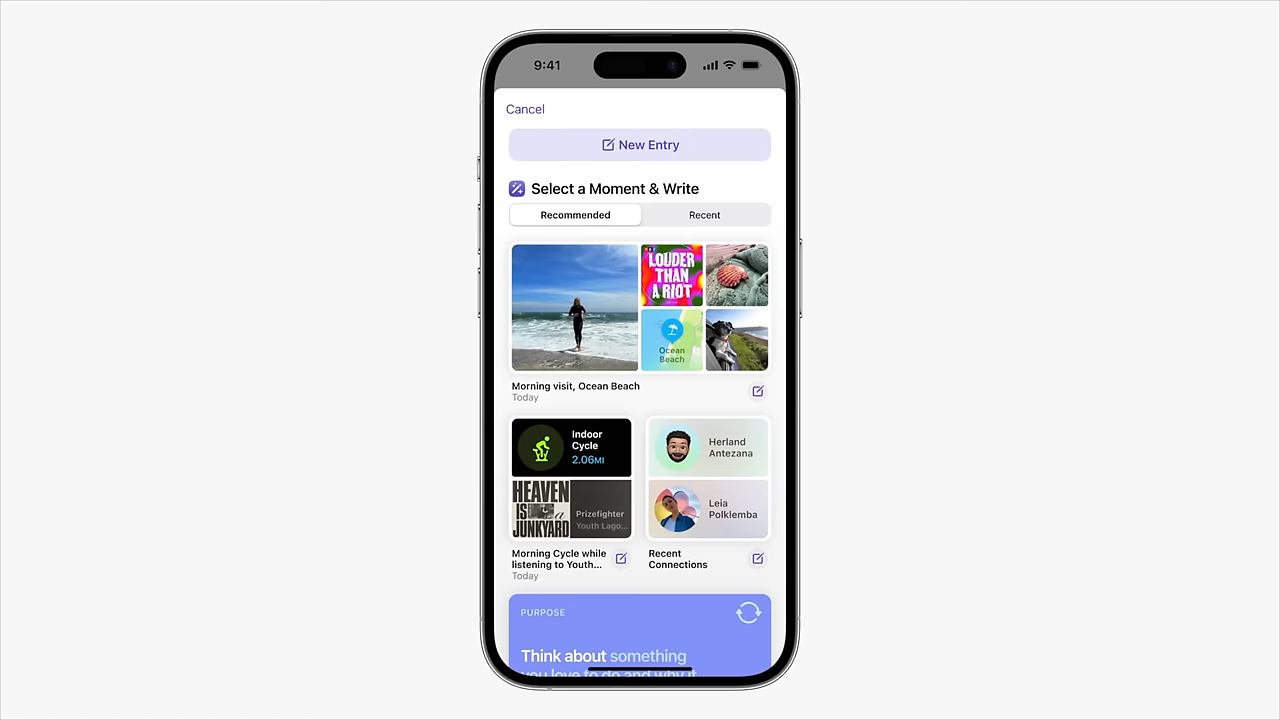 9:41
Cancel
New Entry
Select a Moment & Write
Recommended
Recent
LOUDER
THAN
A RIOT
Ocean
Beach
Morning visit, Ocean Beach
Today
Indoor
Cycle
2.06MI
HEAVEN
IS a
JUNKYARD
Prizefighter
Youth Lago...
Herland
Antezana
Leia
Polklemba
Morning Cycle while
listening to Youth...
Today
Recent
Connections
PURPOSE
Think about something
you love to do and why it